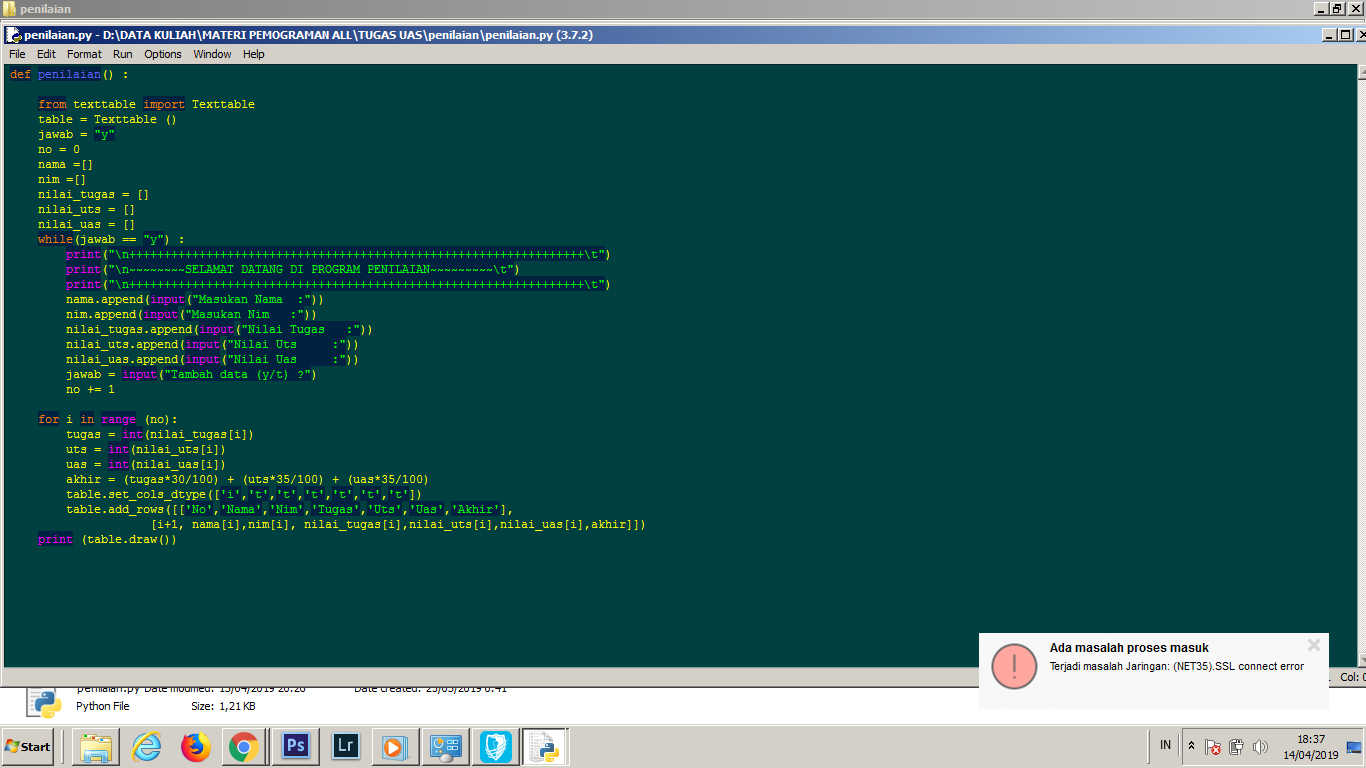 penilaian
penilaian.py - D:\DATA KULIAH\MATERI PEMOGRAMAN ALL\TUGAS UAS\penilaian\penilaian.py (3.7.2)
File Edit Format Run Options Window Help
def penilaian() :
    from texttable import Texttable
    table = Texttable ()
    jawab = "y"
    no = 0
    nama =[]
    nim =[]
    nilai_tugas = []
    nilai_uts = []
    nilai_uas = []
    while(jawab == "y") :
        print("\n+++++++++++++++++++++++++++++++++++++++++++++++++++++++++++++++++\t")
        print("\n~~~~~~~~SELAMAT DATANG DI PROGRAM PENILAIAN~~~~~~~~~\t")
        print("\n+++++++++++++++++++++++++++++++++++++++++++++++++++++++++++++++++\t")
        nama.append(input("Masukan Nama  :"))
        nim.append(input("Masukan Nim   :"))
        nilai_tugas.append(input("Nilai Tugas   :"))
        nilai_uts.append(input("Nilai Uts     :"))
        nilai_uas.append(input("Nilai Uas     :"))
        jawab = input("Tambah data (y/t) ?")
        no += 1
    for i in range (no):
        tugas = int(nilai_tugas[i])
        uts = int(nilai_uts[i])
        uas = int(nilai_uas[i])
        akhir = (tugas*30/100) + (uts*35/100) + (uas*35/100)
        table.set_cols_dtype(['i','t','t','t','t','t','t'])
        table.add_rows([['No','Nama','Nim','Tugas','Uts','Uas','Akhir'],
                    [i+1, nama[i],nim[i], nilai_tugas[i],nilai_uts[i],nilai_uas[i],akhir]])
    print (table.draw())
Ada masalah proses masuk
Terjadi masalah Jaringan: (NET35).SSL connect error
Col: 0
penilaian.py Date modified: 13/04/2019 20:20 Date created: 25/03/2019 0:41
Python File Size: 1,21 KB
Start
Ps
Lr
IN
18:37
14/04/2019